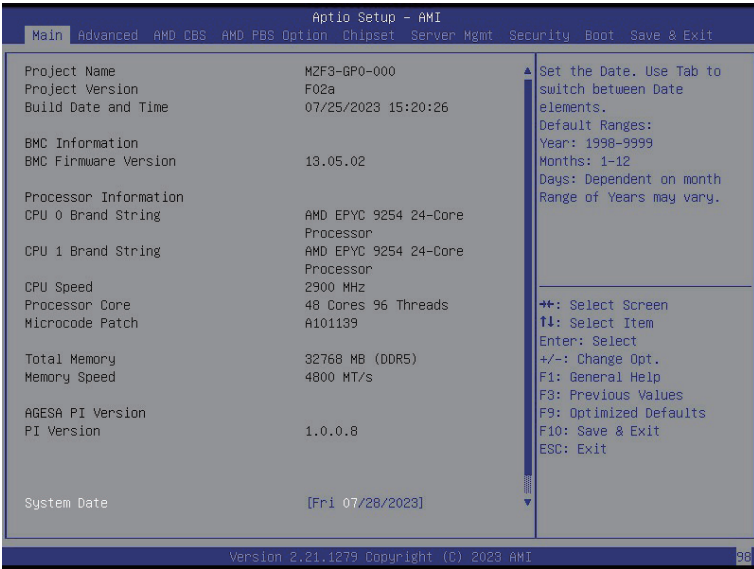 Aptio Setup - AMI
Main Advanced AMD CBS AMD PBS Option Chipset Server Mgmt Security Boot Save & Exit
Project Name MZF3-GP0-000
Project Version F02a
Build Date and Time 07/25/2023 15:20:26
BMC Information
BMC Firmware Version 13.05.02
Processor Information
CPU 0 Brand String AMD EPYC 9254 24-Core
Processor
CPU 1 Brand String AMD EPYC 9254 24-Core
Processor
CPU Speed 2900 MHz
Processor Core 48 Cores 96 Threads
Microcode Patch A101139
Total Memory 32768 MB (DDR5)
Memory Speed 4800 MT/s
AGESA PI Version
PI Version 1.0.0.8
System Date [Fri 07/28/2023]
Set the Date. Use Tab to
switch between Date
elements.
Default Ranges:
Year: 1998-9999
Months: 1-12
Days: Dependent on month
Range of Years may vary.
→←: Select Screen
↑↓: Select Item
Enter: Select
+/-: Change Opt.
F1: General Help
F3: Previous Values
F9: Optimized Defaults
F10: Save & Exit
ESC: Exit
Version 2.21.1279 Copyright (C) 2023 AMI
98